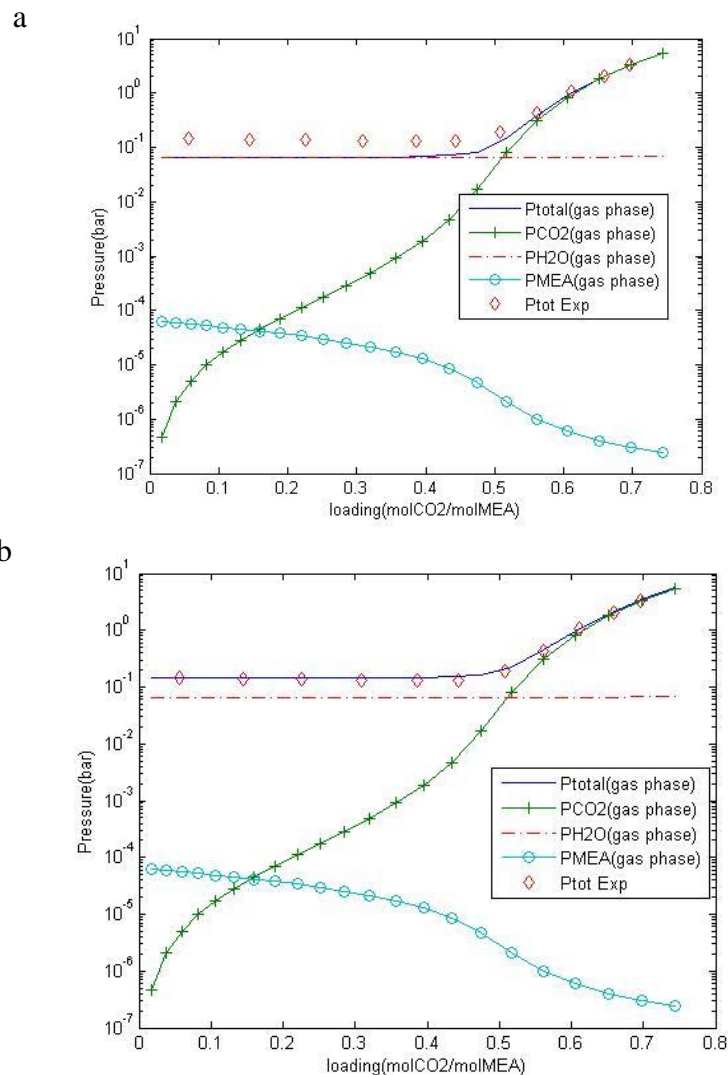 a
10^1
10^0
10^-1
10^-2
10^-3
10^-4
10^-5
10^-6
10^-7
Pressure(bar)
Ptotal(gas phase)
PCO2(gas phase)
PH2O(gas phase)
PMEA(gas phase)
Ptot Exp
0 0.1 0.2 0.3 0.4 0.5 0.6 0.7 0.8
loading(molCO2/molMEA)
b
10^1
10^0
10^-1
10^-2
10^-3
10^-4
10^-5
10^-6
10^-7
Pressure(bar)
Ptotal(gas phase)
PCO2(gas phase)
PH2O(gas phase)
PMEA(gas phase)
Ptot Exp
0 0.1 0.2 0.3 0.4 0.5 0.6 0.7 0.8
loading(molCO2/molMEA)